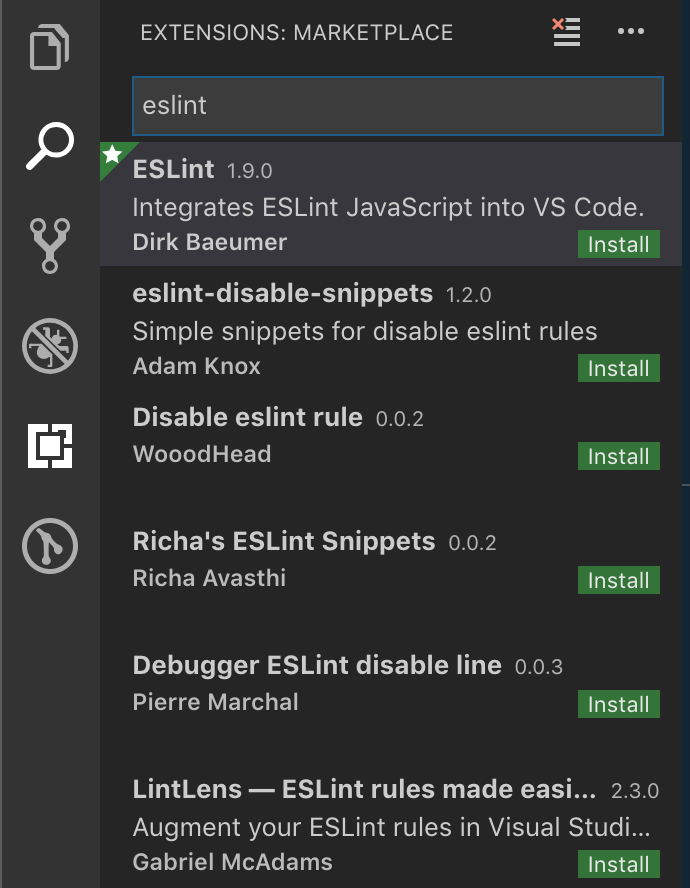 EXTENSIONS: MARKETPLACE
eslint
ESLint 1.9.0
Integrates ESLint JavaScript into VS Code.
Dirk Baeumer Install
eslint-disable-snippets 1.2.0
Simple snippets for disable eslint rules
Adam Knox Install
Disable eslint rule 0.0.2
WooodHead Install
Richa's ESLint Snippets 0.0.2
Richa Avasthi Install
Debugger ESLint disable line 0.0.3
Pierre Marchal Install
LintLens — ESLint rules made easi... 2.3.0
Augment your ESLint rules in Visual Studi...
Gabriel McAdams Install